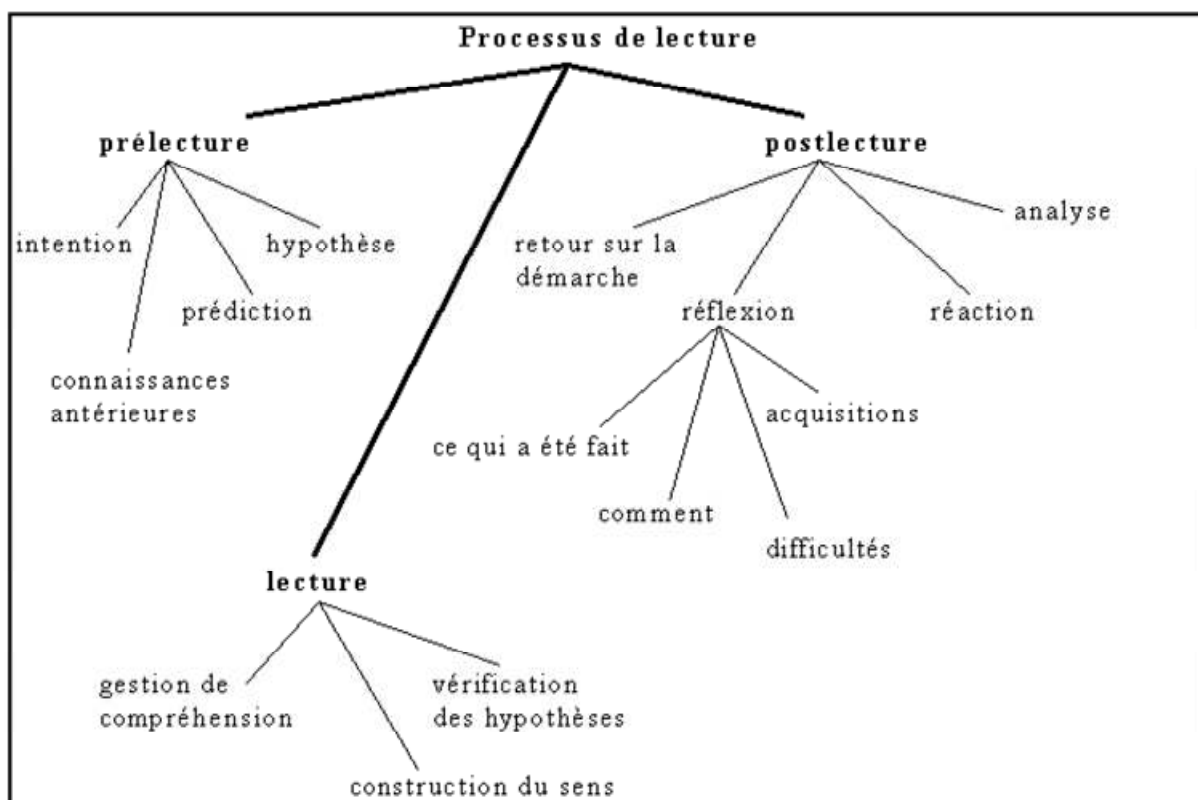 Processus de lecture
prélecture
intention
hypothèse
prédiction
connaissances
antérieures
postlecture
retour sur la
démarche
analyse
réflexion
réaction
ce qui a été fait
acquisitions
comment
difficultés
lecture
gestion de
compréhension
vérification
des hypothèses
construction du sens